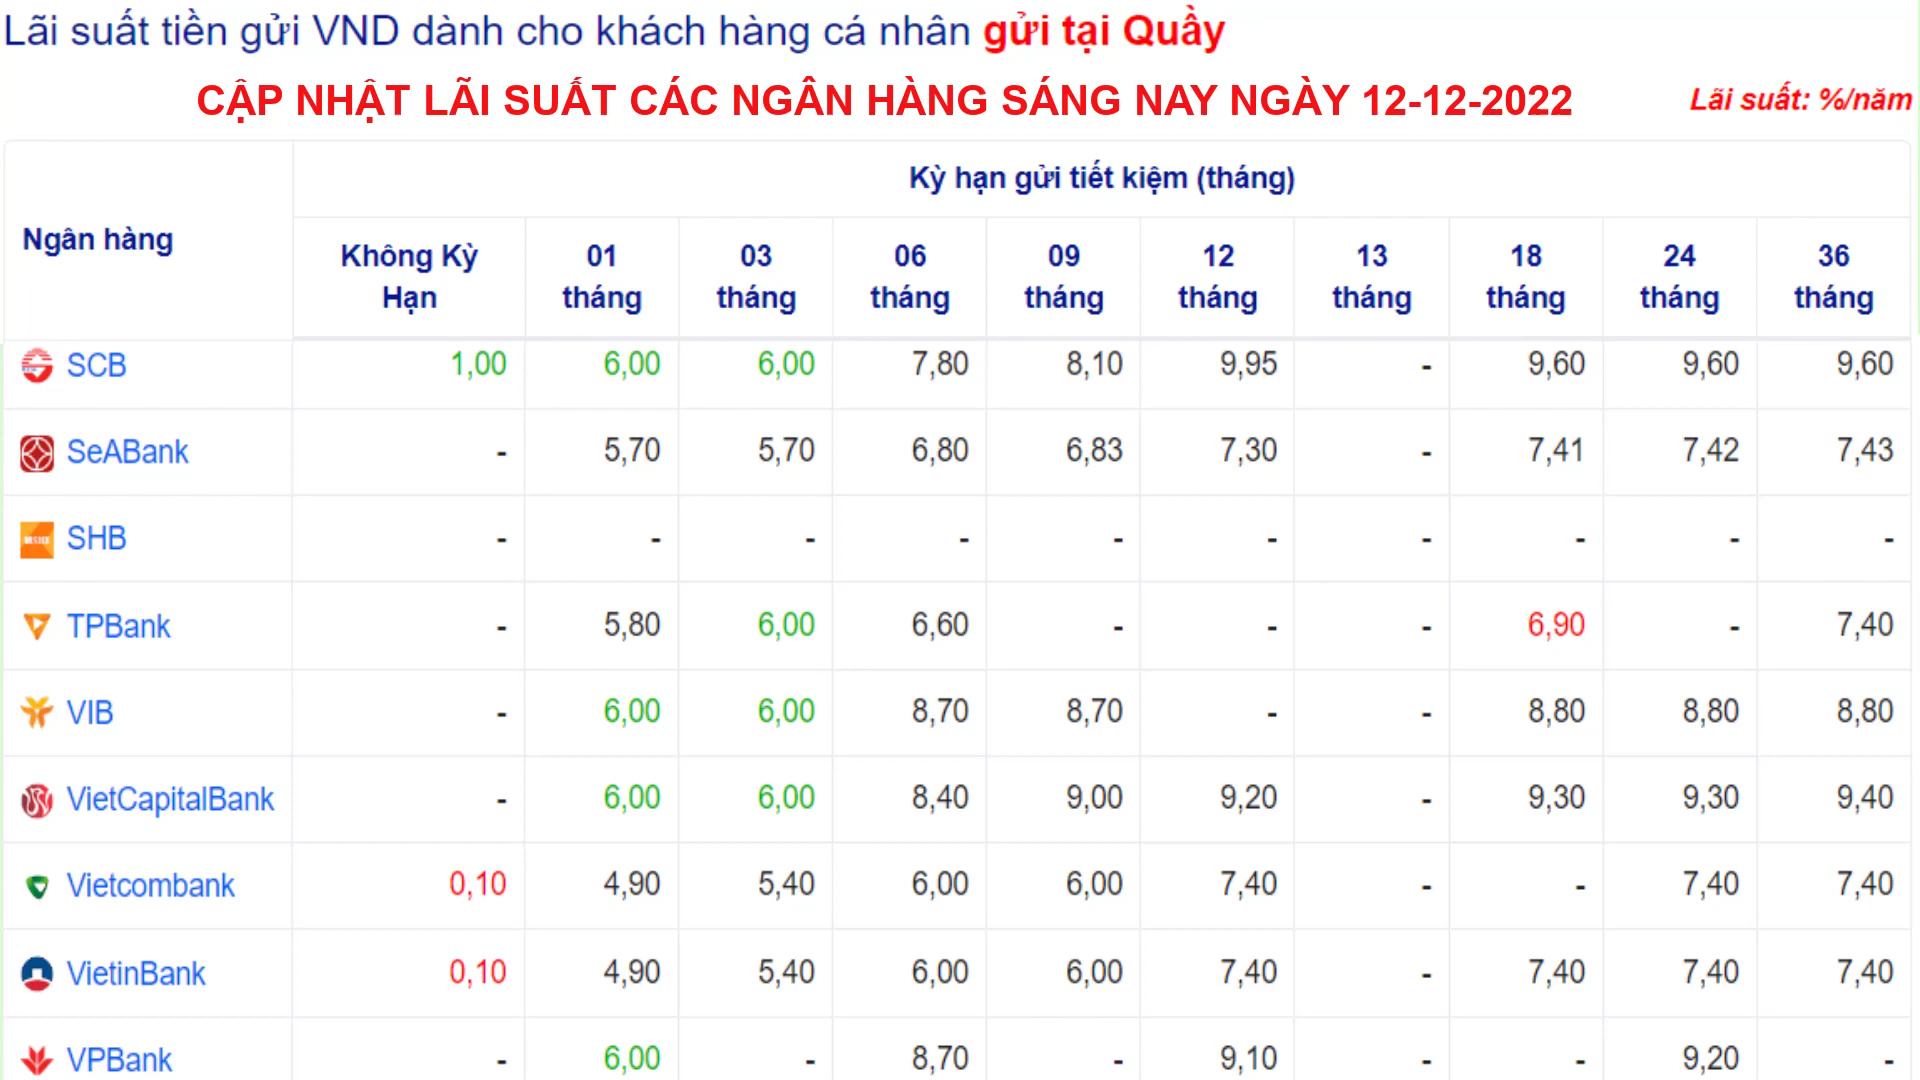 Lãi suất tiền gửi VND dành cho khách hàng cá nhân gửi tại Quầy
CẬP NHẬT LÃI SUẤT CÁC NGÂN HÀNG SÁNG NAY NGÀY 12-12-2022 Lãi suất: %/năm
Ngân hàng Kỳ hạn gửi tiết kiệm (tháng)
Không Kỳ Hạn 01 tháng 03 tháng 06 tháng 09 tháng 12 tháng 13 tháng 18 tháng 24 tháng 36 tháng
SCB 1,00 6,00 6,00 7,80 8,10 9,95 - 9,60 9,60 9,60
SeABank - 5,70 5,70 6,80 6,83 7,30 - 7,41 7,42 7,43
SHB - - - - - - - - - -
TPBank - 5,80 6,00 6,60 - - - 6,90 - 7,40
VIB - 6,00 6,00 8,70 8,70 - - 8,80 8,80 8,80
VietCapitalBank - 6,00 6,00 8,40 9,00 9,20 - 9,30 9,30 9,40
Vietcombank 0,10 4,90 5,40 6,00 6,00 7,40 - - 7,40 7,40
VietinBank 0,10 4,90 5,40 6,00 6,00 7,40 - 7,40 7,40 7,40
VPBank - 6,00 - 8,70 - 9,10 - - 9,20 -